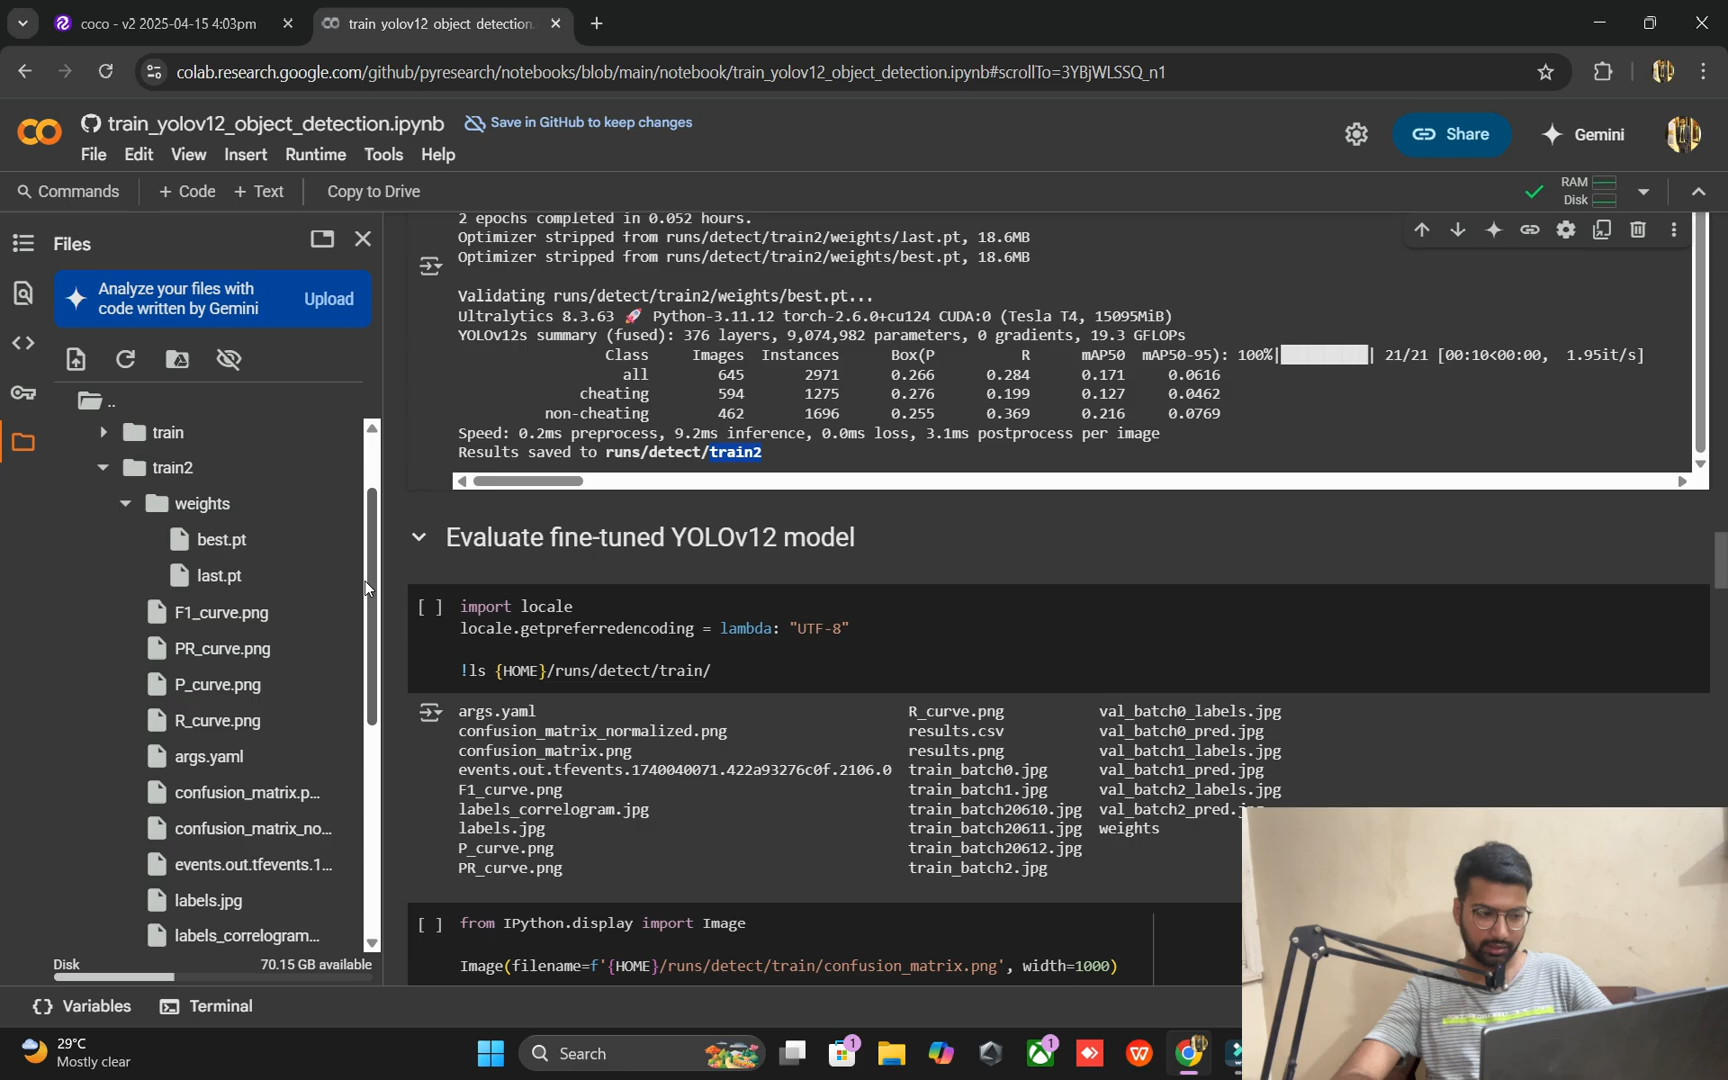 coco - v2 2025-04-15 4:03pm
train yolov12 object detection.
colab.research.google.com/github/pyresearch/notebooks/blob/main/notebook/train_yolov12_object_detection.ipynb#scrollTo=3YBjWLSSQ_n1
train_yolov12_object_detection.ipynb
Save in GitHub to keep changes
Share
Gemini
File Edit View Insert Runtime Tools Help
Commands
+ Code + Text
Copy to Drive
RAM
Disk
Files
Analyze your files with
code written by Gemini
Upload
..
train
train2
weights
best.pt
last.pt
F1_curve.png
PR_curve.png
P_curve.png
R_curve.png
args.yaml
confusion_matrix.p...
confusion_matrix_no...
events.out.tfevents.1...
labels.jpg
labels_correlogram...
Disk 70.15 GB available
2 epochs completed in 0.052 hours.
Optimizer stripped from runs/detect/train2/weights/last.pt, 18.6MB
Optimizer stripped from runs/detect/train2/weights/best.pt, 18.6MB
Validating runs/detect/train2/weights/best.pt...
Ultralytics 8.3.63 🚀 Python-3.11.12 torch-2.6.0+cu124 CUDA:0 (Tesla T4, 15095MiB)
YOLOv12s summary (fused): 376 layers, 9,074,982 parameters, 0 gradients, 19.3 GFLOPs
Class Images Instances Box(P R mAP50 mAP50-95): 100%|██████████| 21/21 [00:10<00:00, 1.95it/s]
all 645 2971 0.266 0.284 0.171 0.0616
cheating 594 1275 0.276 0.199 0.127 0.0462
non-cheating 462 1696 0.255 0.369 0.216 0.0769
Speed: 0.2ms preprocess, 9.2ms inference, 0.0ms loss, 3.1ms postprocess per image
Results saved to runs/detect/train2
Evaluate fine-tuned YOLOv12 model
[ ] import locale
locale.getpreferredencoding = lambda: "UTF-8"
!ls {HOME}/runs/detect/train/
args.yaml R_curve.png val_batch0_labels.jpg
confusion_matrix_normalized.png results.csv val_batch0_pred.jpg
confusion_matrix.png results.png val_batch1_labels.jpg
events.out.tfevents.1740040071.422a93276c0f.2106.0 train_batch0.jpg val_batch1_pred.jpg
F1_curve.png train_batch1.jpg val_batch2_labels.jpg
labels_correlogram.jpg train_batch20610.jpg val_batch2_pred.jpg
labels.jpg train_batch20611.jpg weights
P_curve.png train_batch20612.jpg
PR_curve.png train_batch2.jpg
[ ] from IPython.display import Image
Image(filename=f'{HOME}/runs/detect/train/confusion_matrix.png', width=1000)
{} Variables Terminal
29°C
Mostly clear
Search
1
1